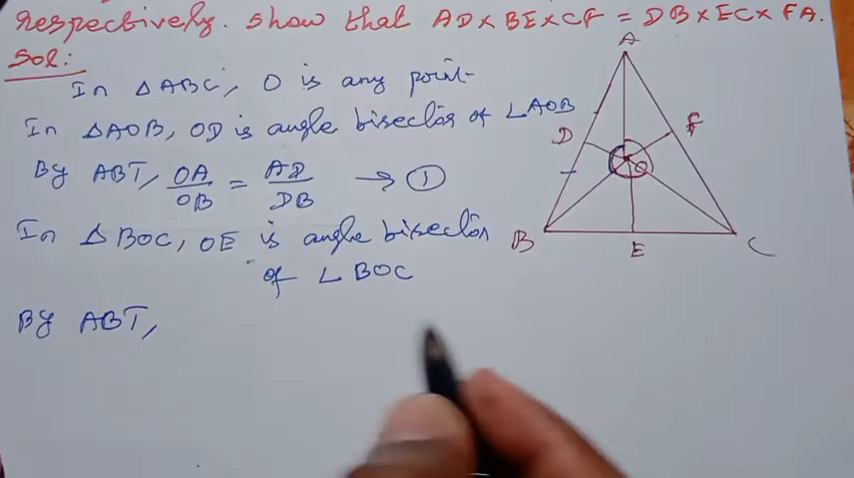 respectively. show that AD×BE×CF = DB×EC×FA.
Sol:
In △ABC, O is any point
In △AOB, OD is angle bisector of ∠AOB
By ABT, OA/OB = AD/DB → ①
In △BOC, OE is angle bisector
of ∠BOC
By ABT,
A
D
F
O
B
E
C